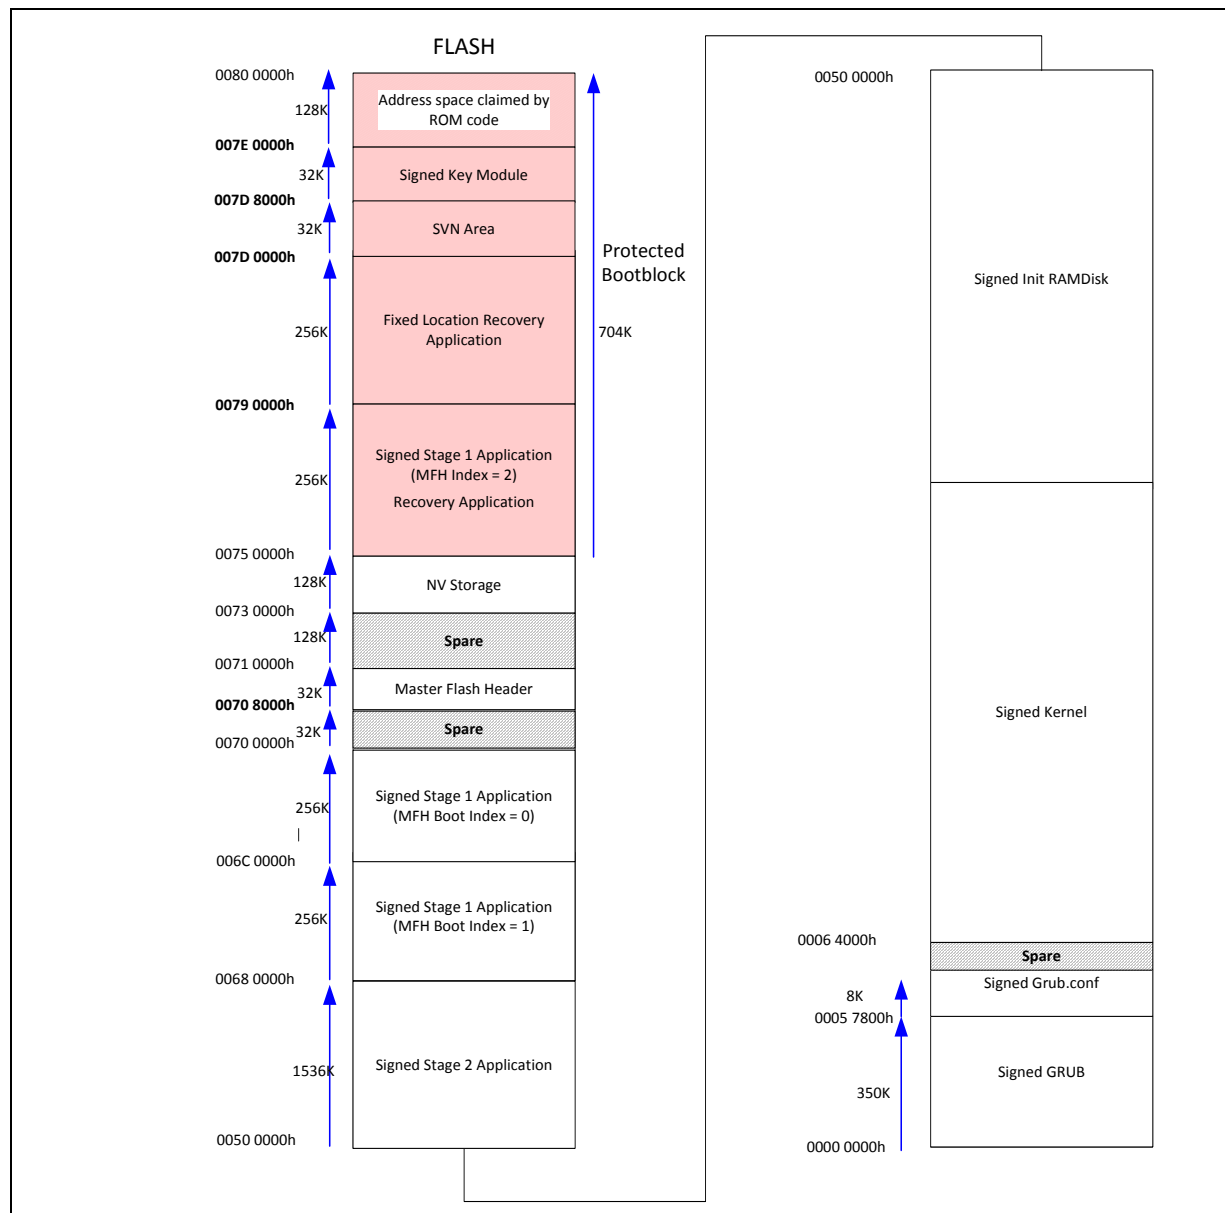 FLASH
0080 0000h
Address space claimed by
ROM code
128K
007E 0000h
Signed Key Module
32K
007D 8000h
SVN Area
32K
007D 0000h
Protected
Bootblock
704K
Fixed Location Recovery
Application
256K
0079 0000h
Signed Stage 1 Application
(MFH Index = 2)
Recovery Application
256K
0075 0000h
NV Storage
128K
0073 0000h
Spare
128K
0071 0000h
Master Flash Header
32K
0070 8000h
Spare
32K
0070 0000h
Signed Stage 1 Application
(MFH Boot Index = 0)
256K
006C 0000h
Signed Stage 1 Application
(MFH Boot Index = 1)
256K
0068 0000h
Signed Stage 2 Application
1536K
0050 0000h
0050 0000h
Signed Init RAMDisk
Signed Kernel
0006 4000h
Spare
Signed Grub.conf
8K
0005 7800h
Signed GRUB
350K
0000 0000h